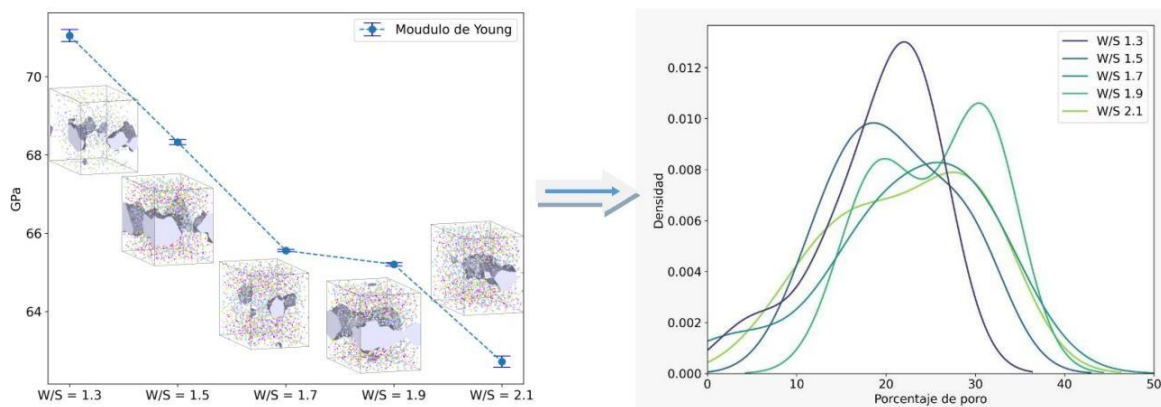 Moudulo de Young
GPa
70
68
66
64
W/S = 1.3
W/S = 1.5
W/S = 1.7
W/S = 1.9
W/S = 2.1
W/S 1.3
W/S 1.5
W/S 1.7
W/S 1.9
W/S 2.1
Densidad
0.012
0.010
0.008
0.006
0.004
0.002
0.000
0
10
20
30
40
50
Porcentaje de poro